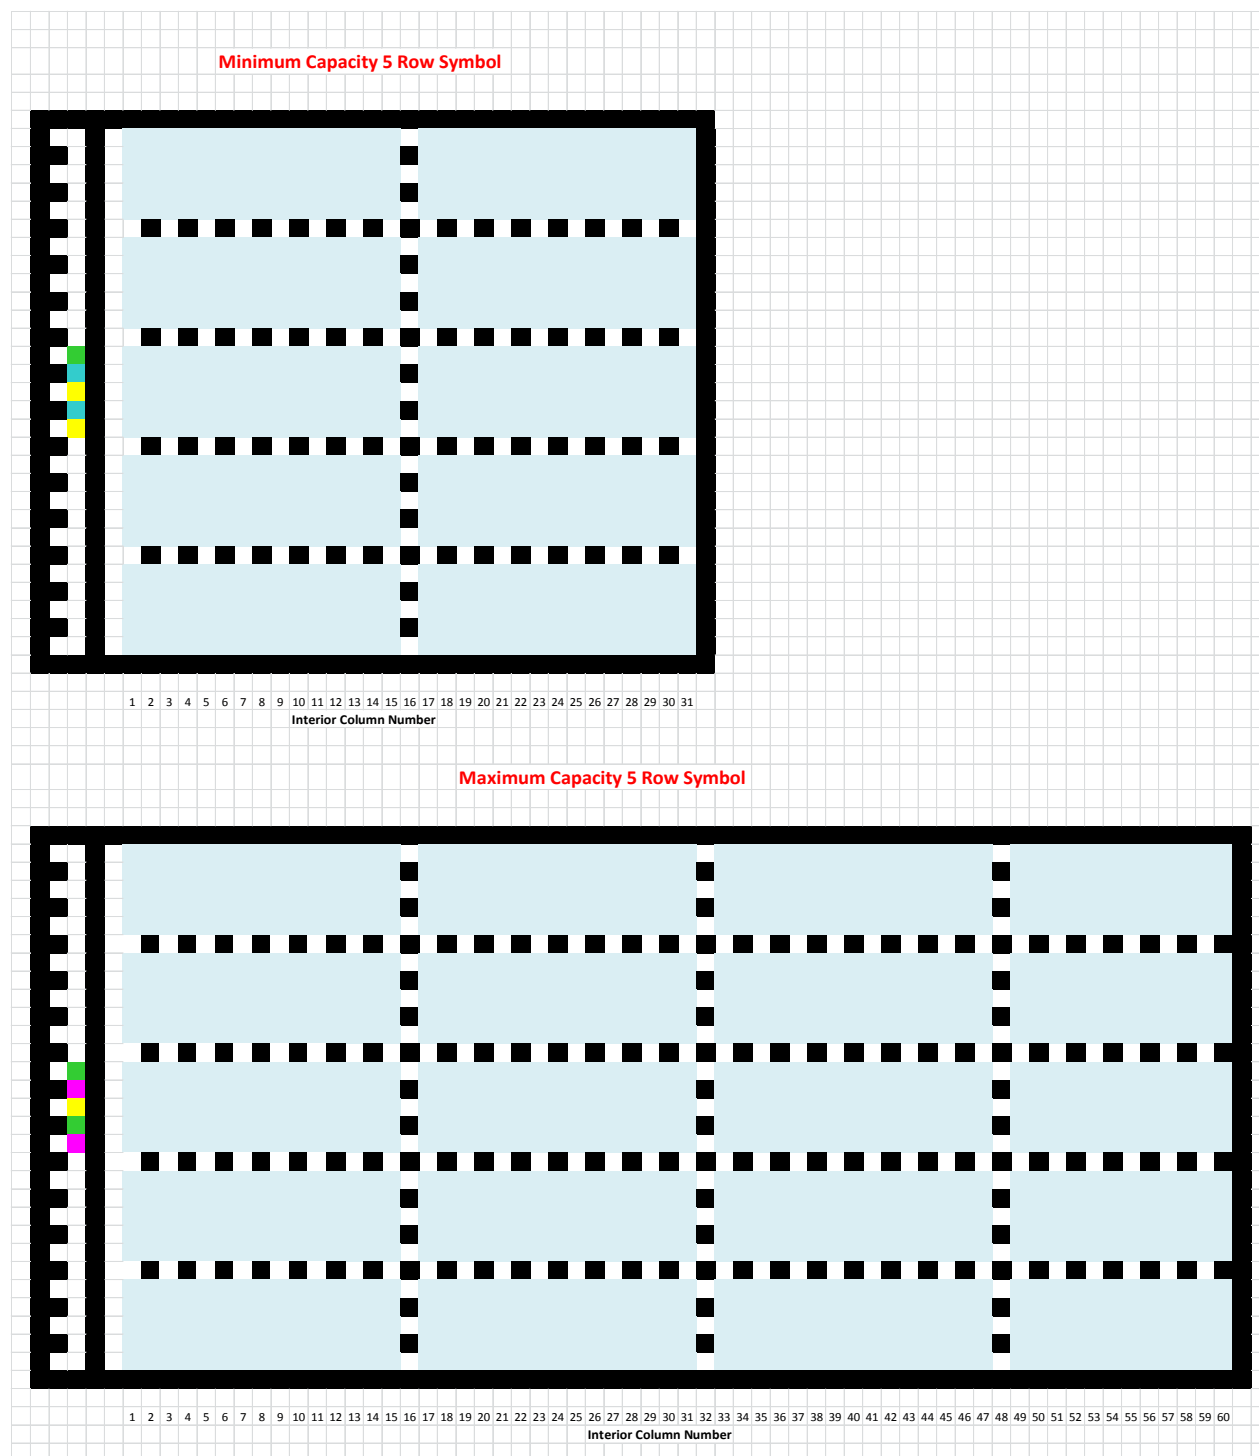 Minimum Capacity 5 Row Symbol
1 2 3 4 5 6 7 8 9 10 11 12 13 14 15 16 17 18 19 20 21 22 23 24 25 26 27 28 29 30 31
Interior Column Number
Maximum Capacity 5 Row Symbol
1 2 3 4 5 6 7 8 9 10 11 12 13 14 15 16 17 18 19 20 21 22 23 24 25 26 27 28 29 30 31 32 33 34 35 36 37 38 39 40 41 42 43 44 45 46 47 48 49 50 51 52 53 54 55 56 57 58 59 60
Interior Column Number